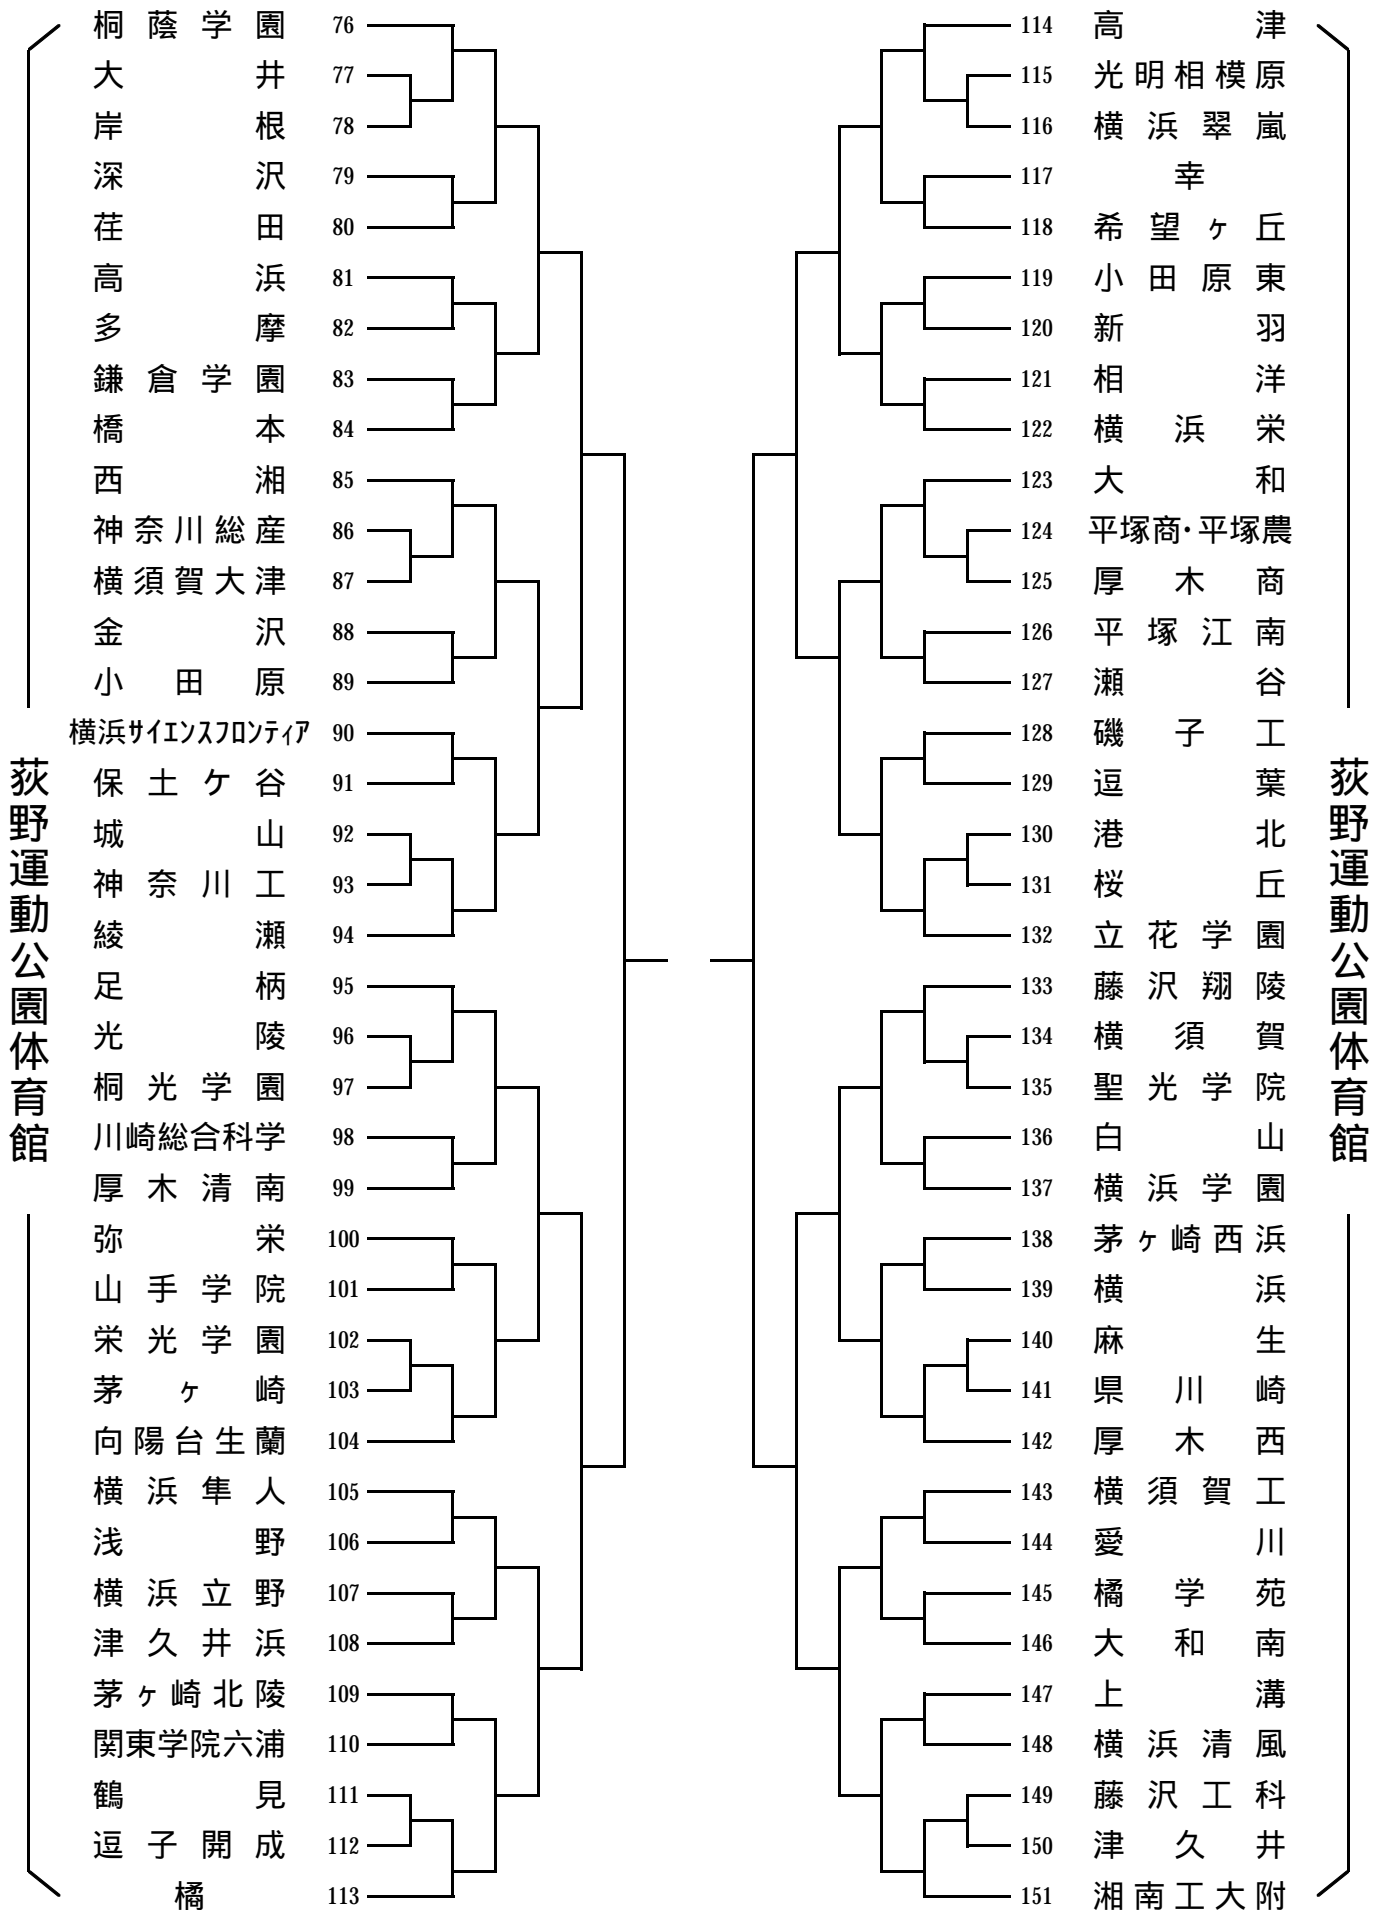 桐蔭学園 76
大井 77
岸根 78
深沢 79
荏田 80
高浜 81
多摩 82
鎌倉学園 83
橋本 84
西湘 85
神奈川総産 86
横須賀大津 87
金沢 88
小田原 89
横浜サイエンスフロンティア 90
保土ケ谷 91
城山 92
神奈川工 93
綾瀬 94
足柄 95
光陵 96
桐光学園 97
川崎総合科学 98
厚木清南 99
弥栄 100
山手学院 101
栄光学園 102
茅ヶ崎 103
向陽台生蘭 104
横浜隼人 105
浅野 106
横浜立野 107
津久井浜 108
茅ヶ崎北陵 109
関東学院六浦 110
鶴見 111
逗子開成 112
橘 113
荻野運動公園体育館
114 高津
115 光明相模原
116 横浜翠嵐
117 幸
118 希望ヶ丘
119 小田原東
120 新羽
121 相洋
122 横浜栄
123 大和
124 平塚商・平塚農
125 厚木商
126 平塚江南
127 瀬谷
128 磯子工
129 逗葉
130 港北
131 桜丘
132 立花学園
133 藤沢翔陵
134 横須賀
135 聖光学院
136 白山
137 横浜学園
138 茅ヶ崎西浜
139 横浜
140 麻生
141 県川崎
142 厚木西
143 横須賀工
144 愛川
145 橘学苑
146 大和南
147 上溝
148 横浜清風
149 藤沢工科
150 津久井
151 湘南工大附
荻野運動公園体育館